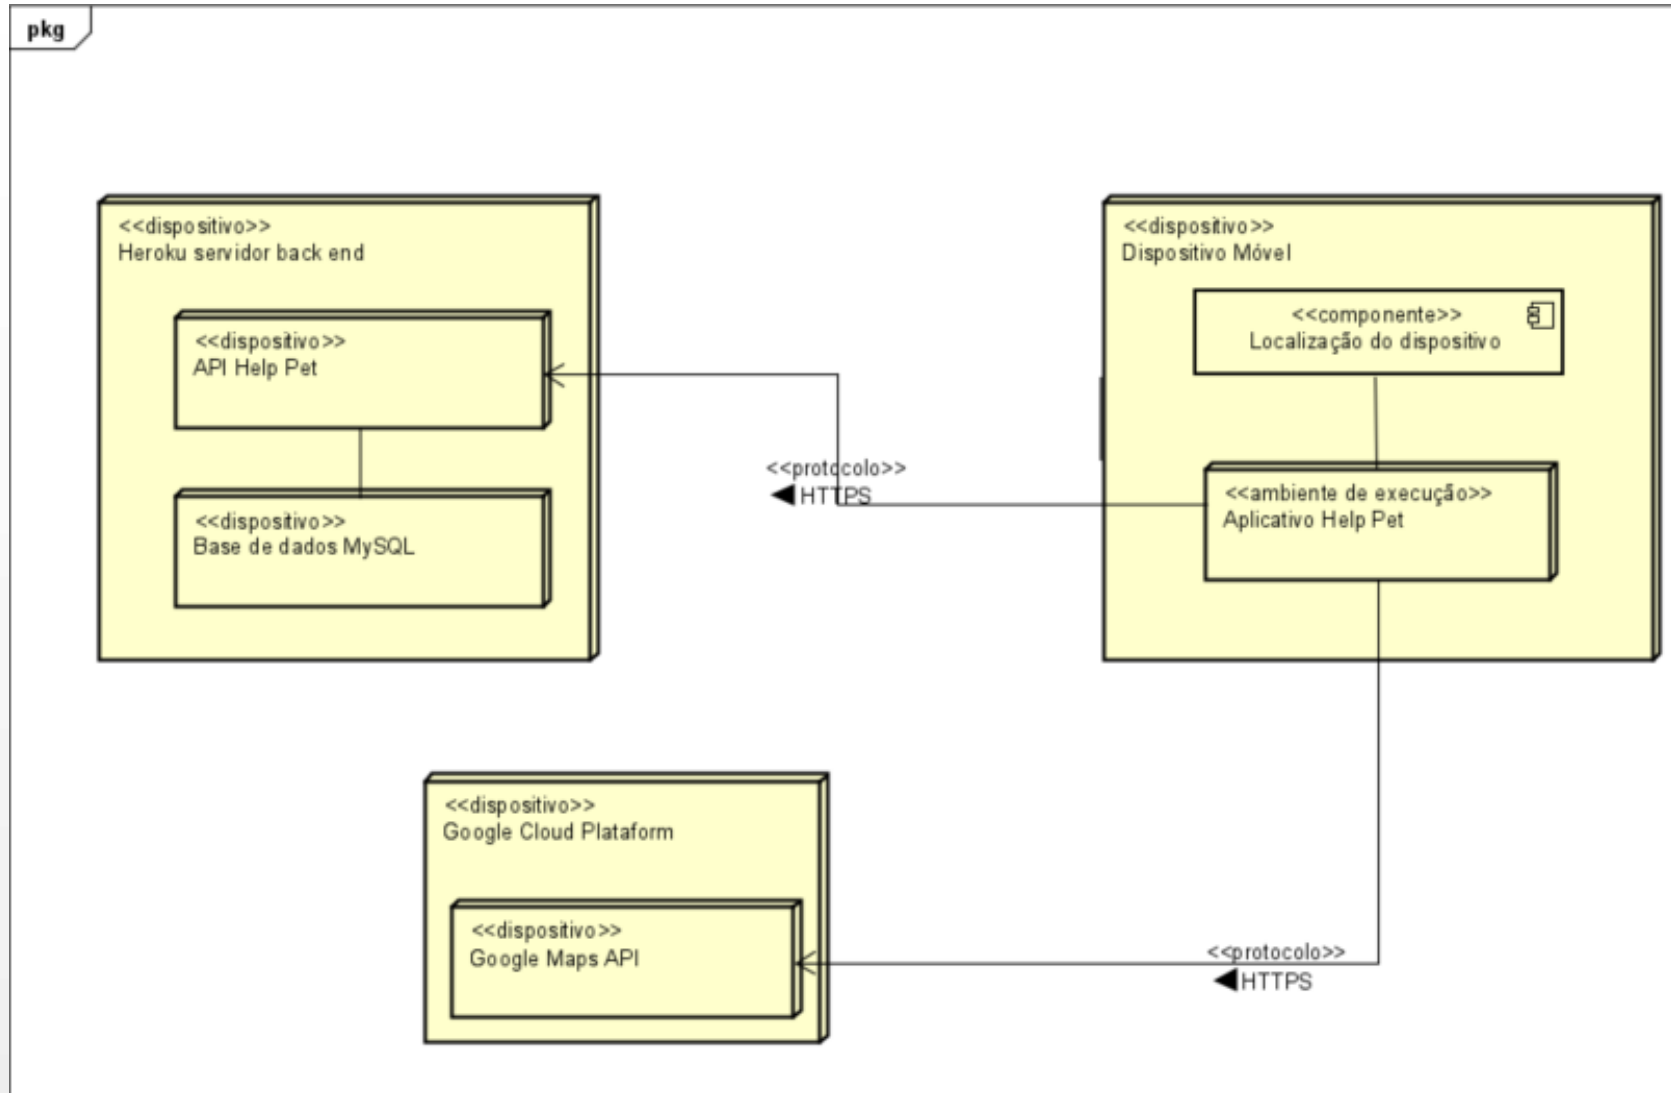 pkg
<<dispositivo>>
Heroku servidor back end
<<dispositivo>>
API Help Pet
<<dispositivo>>
Base de dados MySQL
<<protocolo>>
HTTPS
<<dispositivo>>
Dispositivo Móvel
<<componente>>
Localização do dispositivo
<<ambiente de execução>>
Aplicativo Help Pet
<<dispositivo>>
Google Cloud Plataform
<<dispositivo>>
Google Maps API
<<protocolo>>
HTTPS